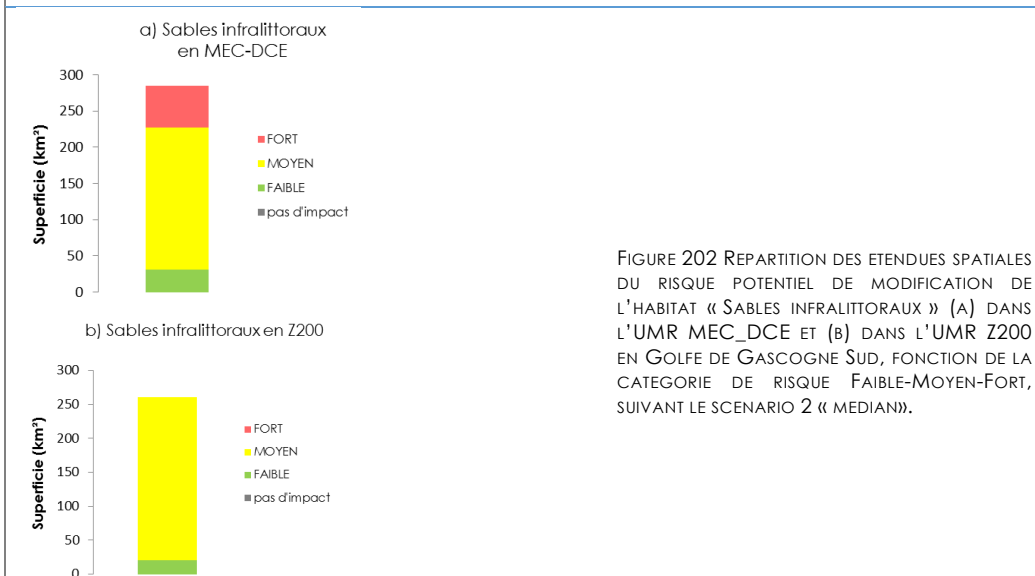 a) Sables infralittoraux
en MEC-DCE
300
250
200
150
100
50
0
Superficie (km²)
FORT
MOYEN
FAIBLE
pas d'impact
b) Sables infralittoraux en Z200
300
250
200
150
100
50
0
Superficie (km²)
FORT
MOYEN
FAIBLE
pas d'impact
FIGURE 202 REPARTITION DES ETENDUES SPATIALES
DU RISQUE POTENTIEL DE MODIFICATION DE
L'HABITAT « SABLES INFRALITTORAUX » (A) DANS
L'UMR MEC_DCE ET (B) DANS L'UMR Z200
EN GOLFE DE GASCOGNE SUD, FONCTION DE LA
CATEGORIE DE RISQUE FAIBLE-MOYEN-FORT,
SUIVANT LE SCENARIO 2 « MEDIAN».